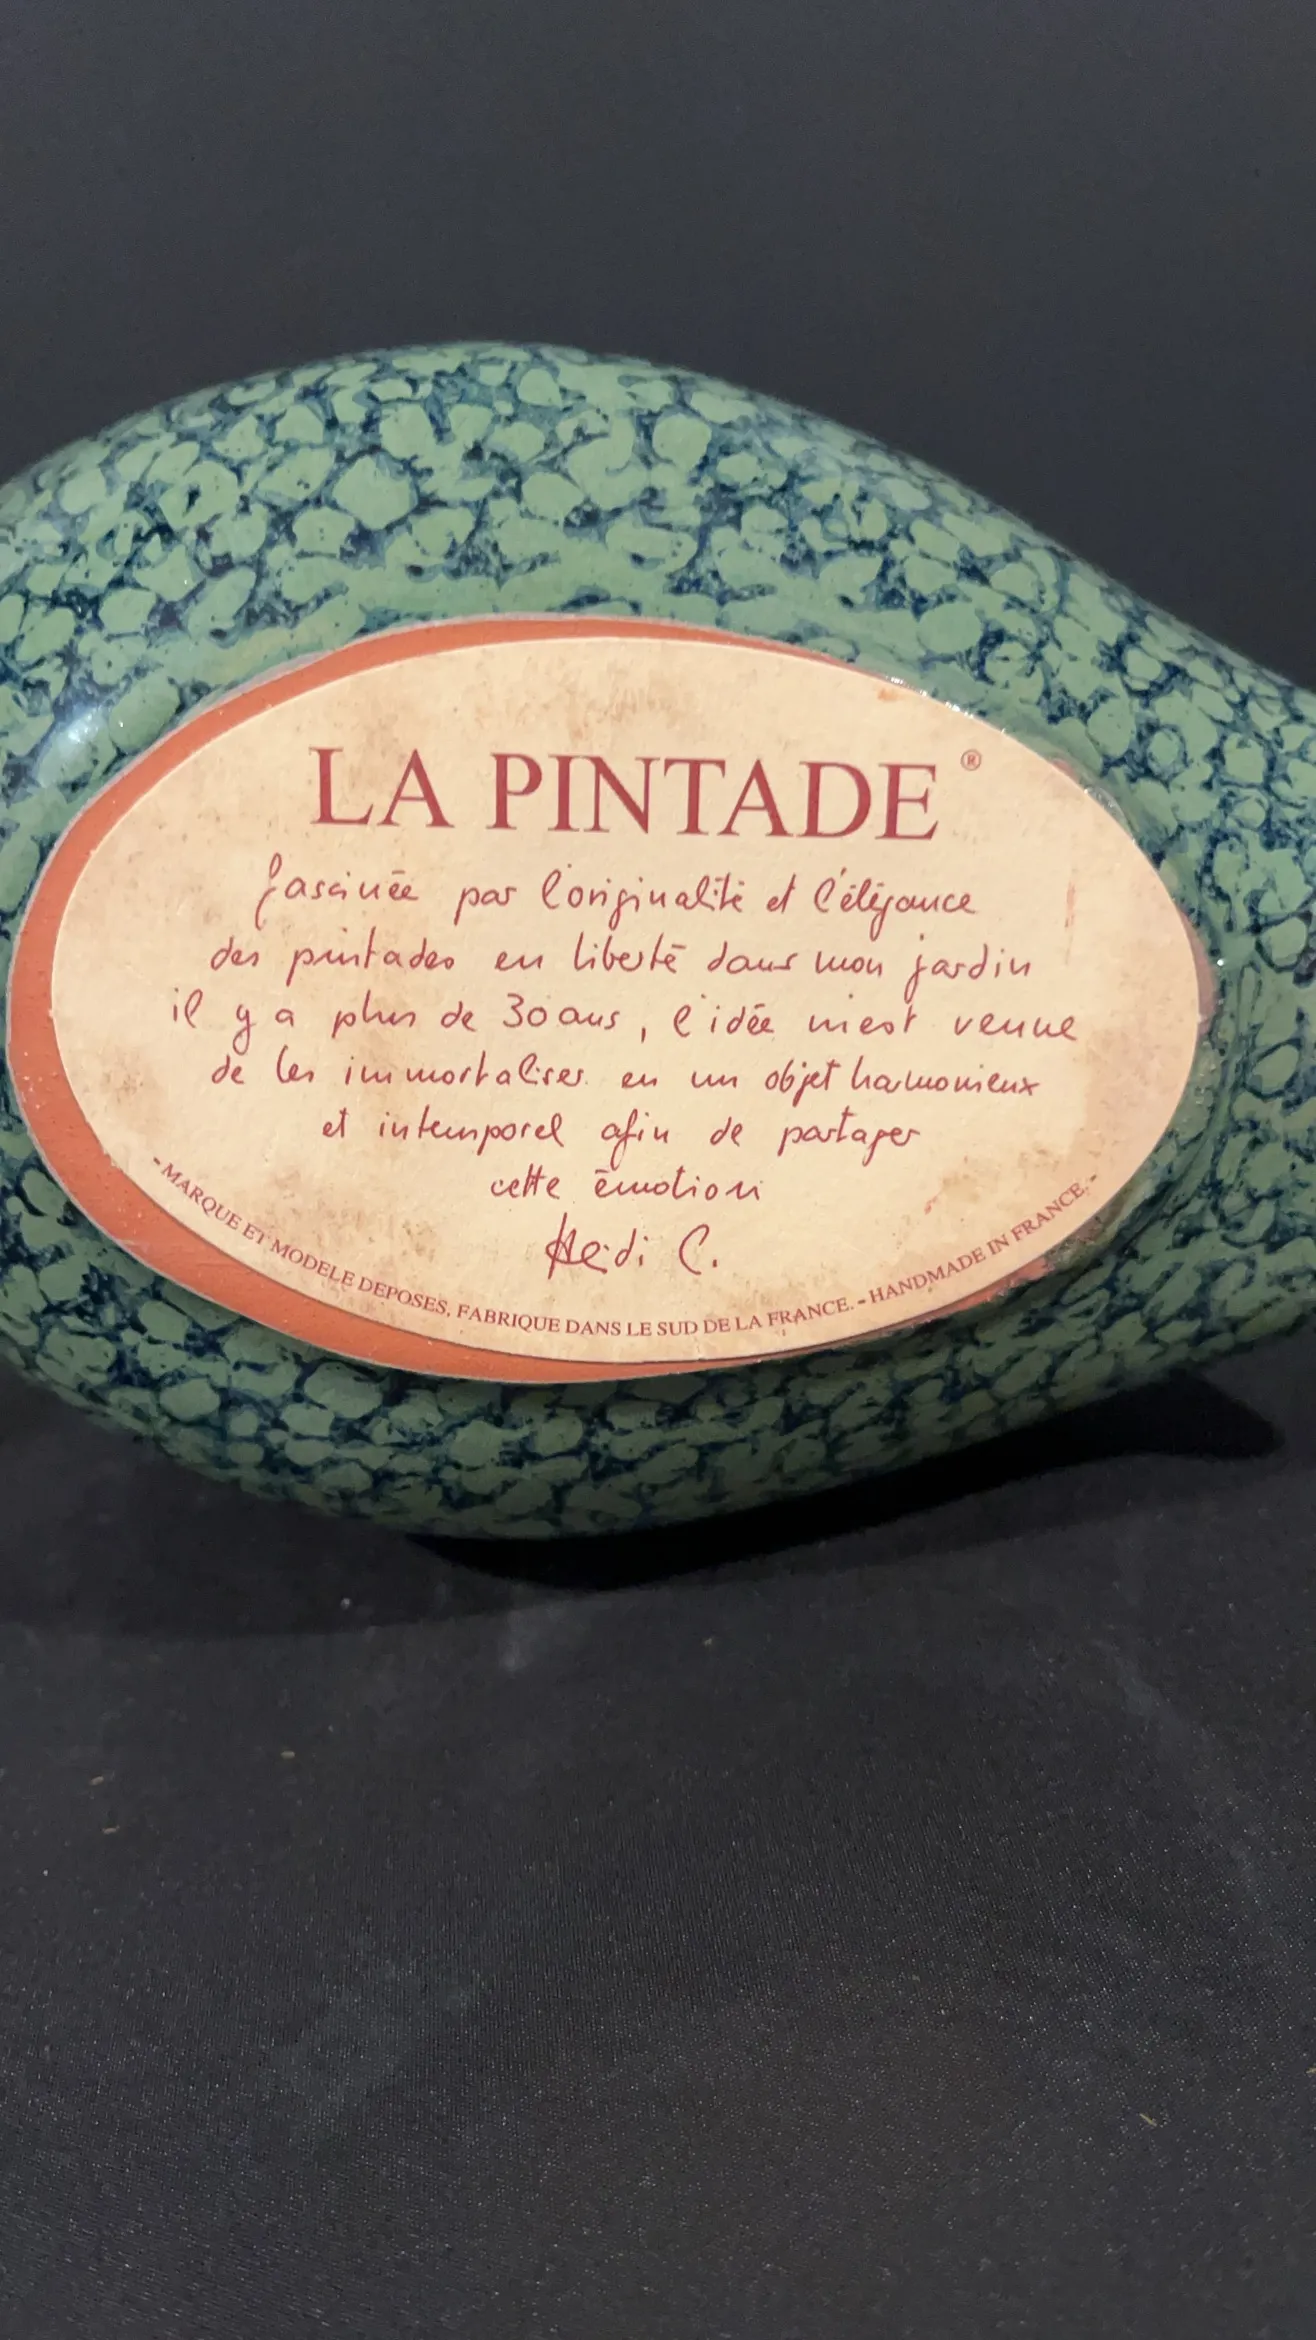 LA PINTADE ®
fascinée par l'originalité et l'élégance
des pintades en liberté dans mon jardin
il y a plus de 30 ans, l'idée m'est venue
de les immortaliser en un objet harmonieux
et intemporel afin de partager
cette émotion
Heidi C.
- MARQUE ET MODELE DEPOSES, FABRIQUE DANS LE SUD DE LA FRANCE. - HANDMADE IN FRANCE. -